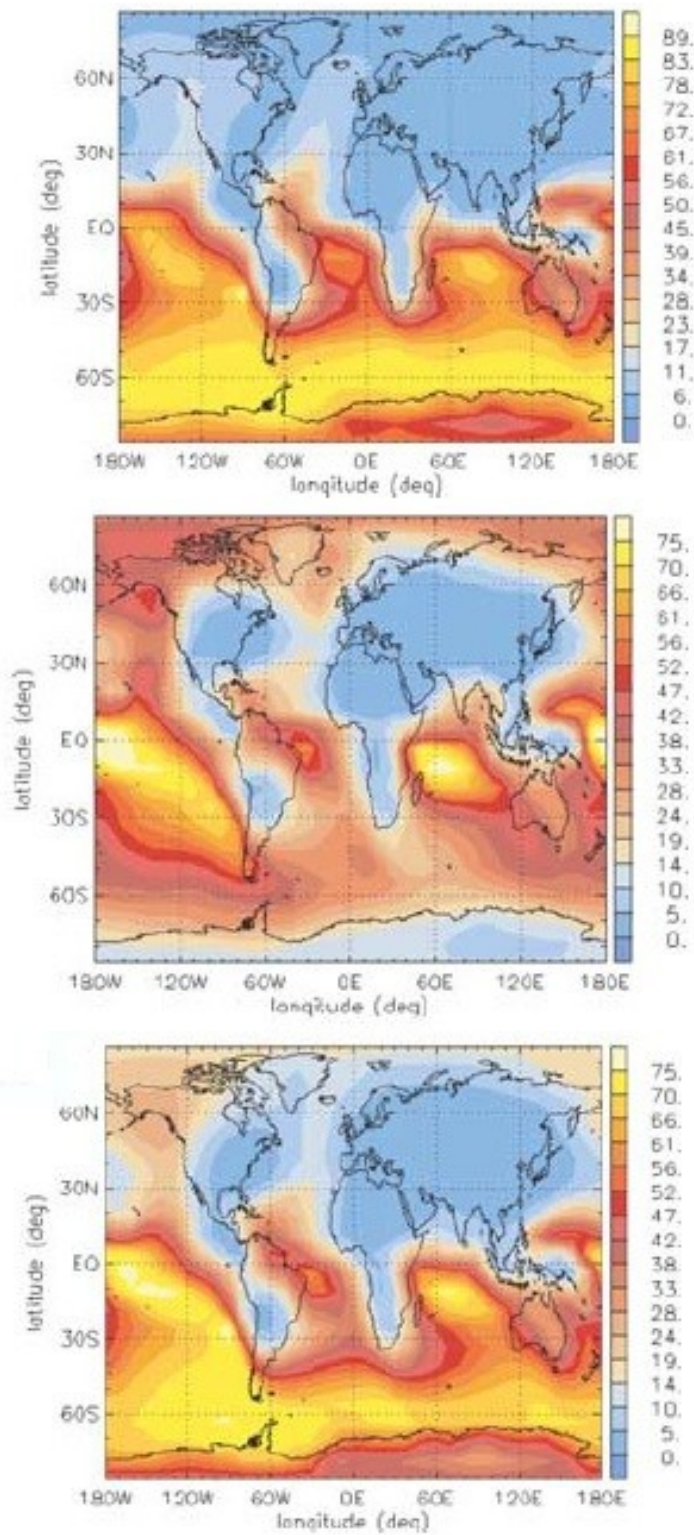 89.
83.
78.
72.
67.
61.
56.
50.
45.
39.
34.
28.
23.
17.
11.
6.
0.
60N
30N
EO
30S
60S
latitude (deg)
180W 120W 60W 0E 60E 120E 180E
longitude (deg)
75.
70.
66.
61.
56.
52.
47.
42.
38.
33.
28.
24.
19.
14.
10.
5.
0.
60N
30N
EO
30S
60S
latitude (deg)
180W 120W 60W 0E 60E 120E 180E
longitude (deg)
75.
70.
66.
61.
56.
52.
47.
42.
38.
33.
28.
24.
19.
14.
10.
5.
0.
60N
30N
EO
30S
60S
latitude (deg)
180W 120W 60W 0E 60E 120E 180E
longitude (deg)